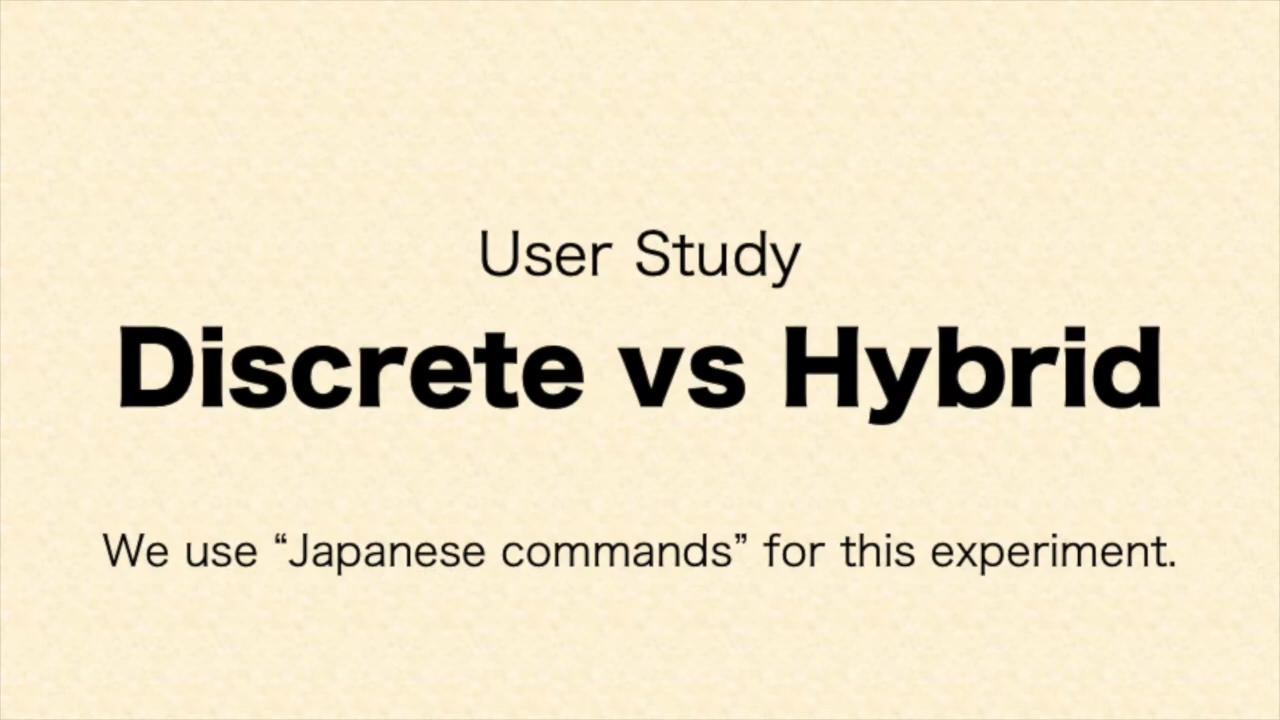 User Study
Discrete vs Hybrid
We use “Japanese commands” for this experiment.